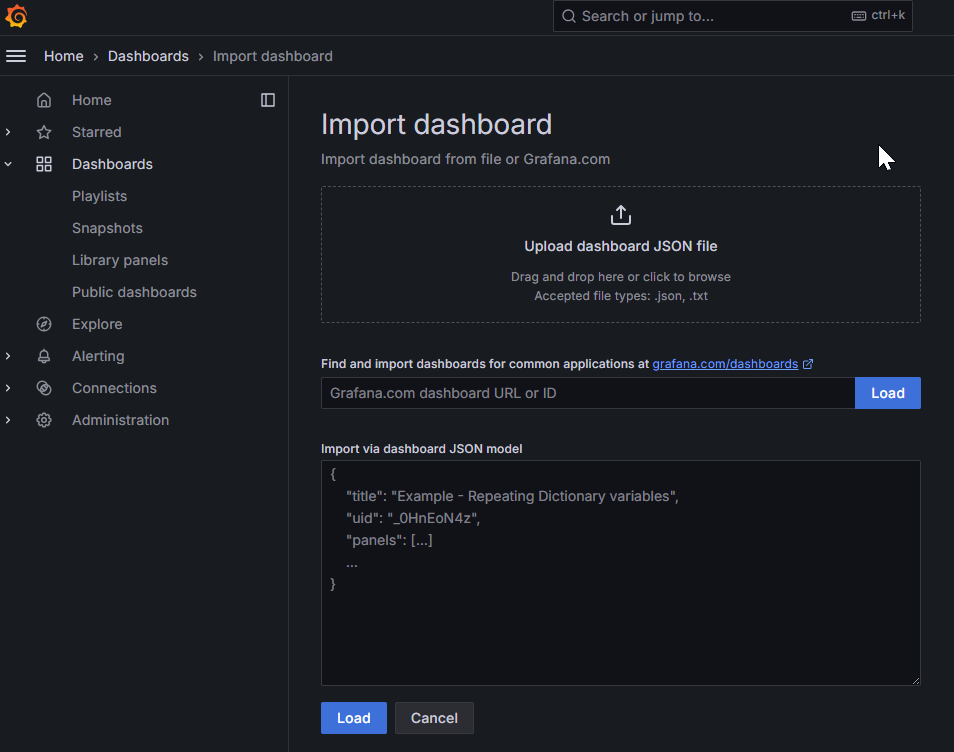 Search or jump to...
ctrl+k
Home › Dashboards › Import dashboard
Home
Starred
Dashboards
Playlists
Snapshots
Library panels
Public dashboards
Explore
Alerting
Connections
Administration
Import dashboard
Import dashboard from file or Grafana.com
Upload dashboard JSON file
Drag and drop here or click to browse
Accepted file types: .json, .txt
Find and import dashboards for common applications at grafana.com/dashboards
Grafana.com dashboard URL or ID
Load
Import via dashboard JSON model
{
"title": "Example - Repeating Dictionary variables",
"uid": "_0HnEoN4z",
"panels": [...]
...
}
Load
Cancel